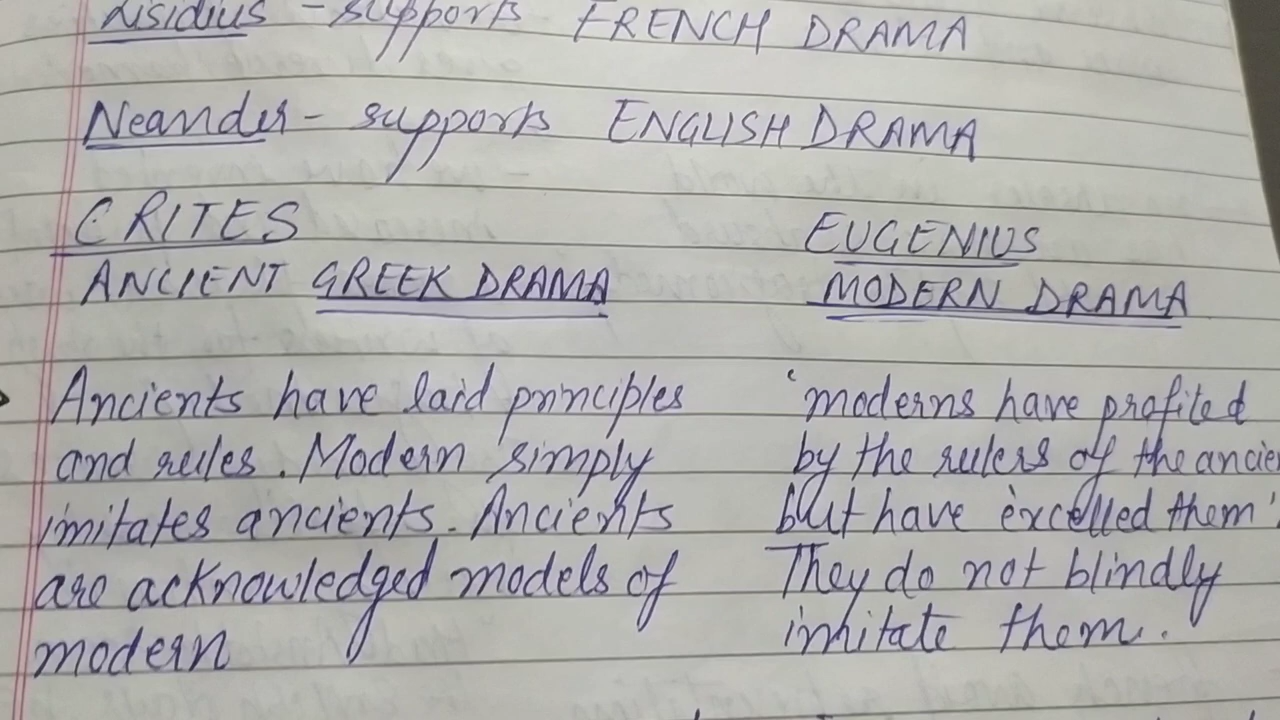 Lisidius - supports FRENCH DRAMA
Neander - supports ENGLISH DRAMA
CRITES
ANCIENT GREEK DRAMA
Ancients have laid principles
and rules. Modern simply
imitates ancients. Ancients
are acknowledged models of
modern
EUGENIUS
MODERN DRAMA
'moderns have profited
by the rulers of the ancie
but have excelled them'
They do not blindly
imitate them.